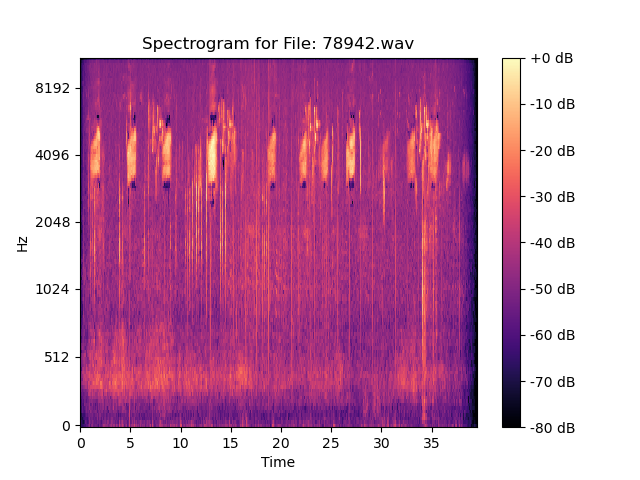 Spectrogram for File: 78942.wav
+0 dB
8192
-10 dB
4096
-20 dB
-30 dB
2048
Hz
-40 dB
1024
-50 dB
-60 dB
512
-70 dB
0
-80 dB
0 5 10 15 20 25 30 35
Time